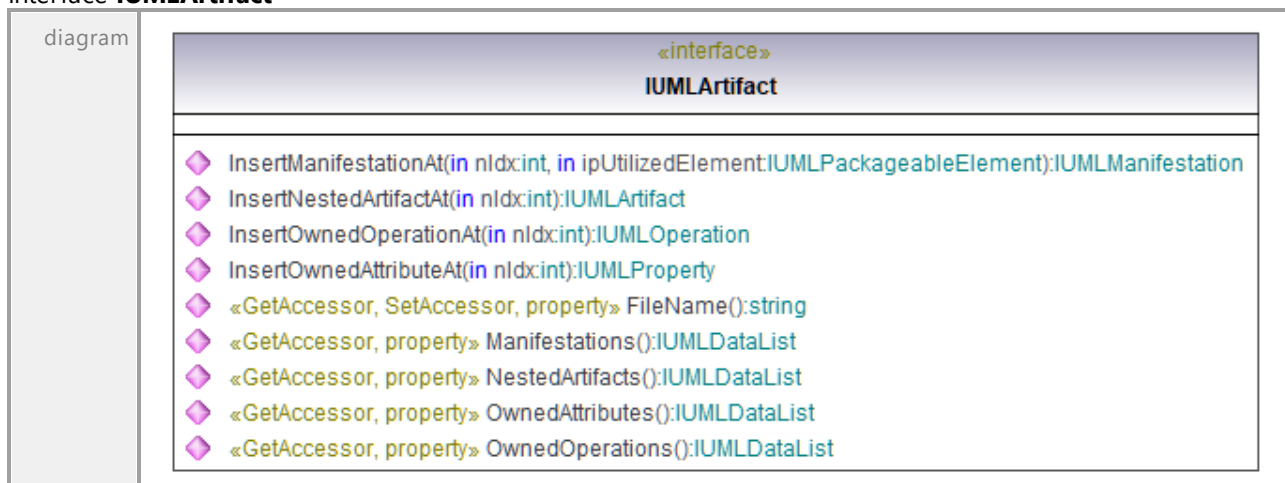 interface IUMLArtifact
diagram
«interface»
IUMLArtifact
InsertManifestationAt(in nIdx:int, in ipUtilizedElement:IUMLPackageableElement):IUMLManifestation
InsertNestedArtifactAt(in nIdx:int):IUMLArtifact
InsertOwnedOperationAt(in nIdx:int):IUMLOperation
InsertOwnedAttributeAt(in nIdx:int):IUMLProperty
«GetAccessor, SetAccessor, property» FileName():string
«GetAccessor, property» Manifestations():IUMLDataList
«GetAccessor, property» NestedArtifacts():IUMLDataList
«GetAccessor, property» OwnedAttributes():IUMLDataList
«GetAccessor, property» OwnedOperations():IUMLDataList